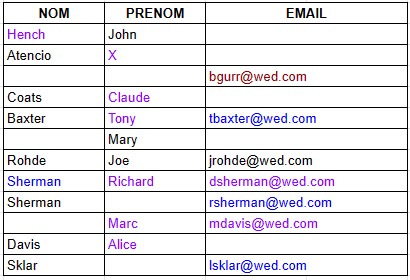 NOM PRENOM EMAIL
Hench John
Atencio X
bgurr@wed.com
Coats Claude
Baxter Tony tbaxter@wed.com
Mary
Rohde Joe jrohde@wed.com
Sherman Richard dsherman@wed.com
Sherman rsherman@wed.com
Marc mdavis@wed.com
Davis Alice
Sklar lsklar@wed.com